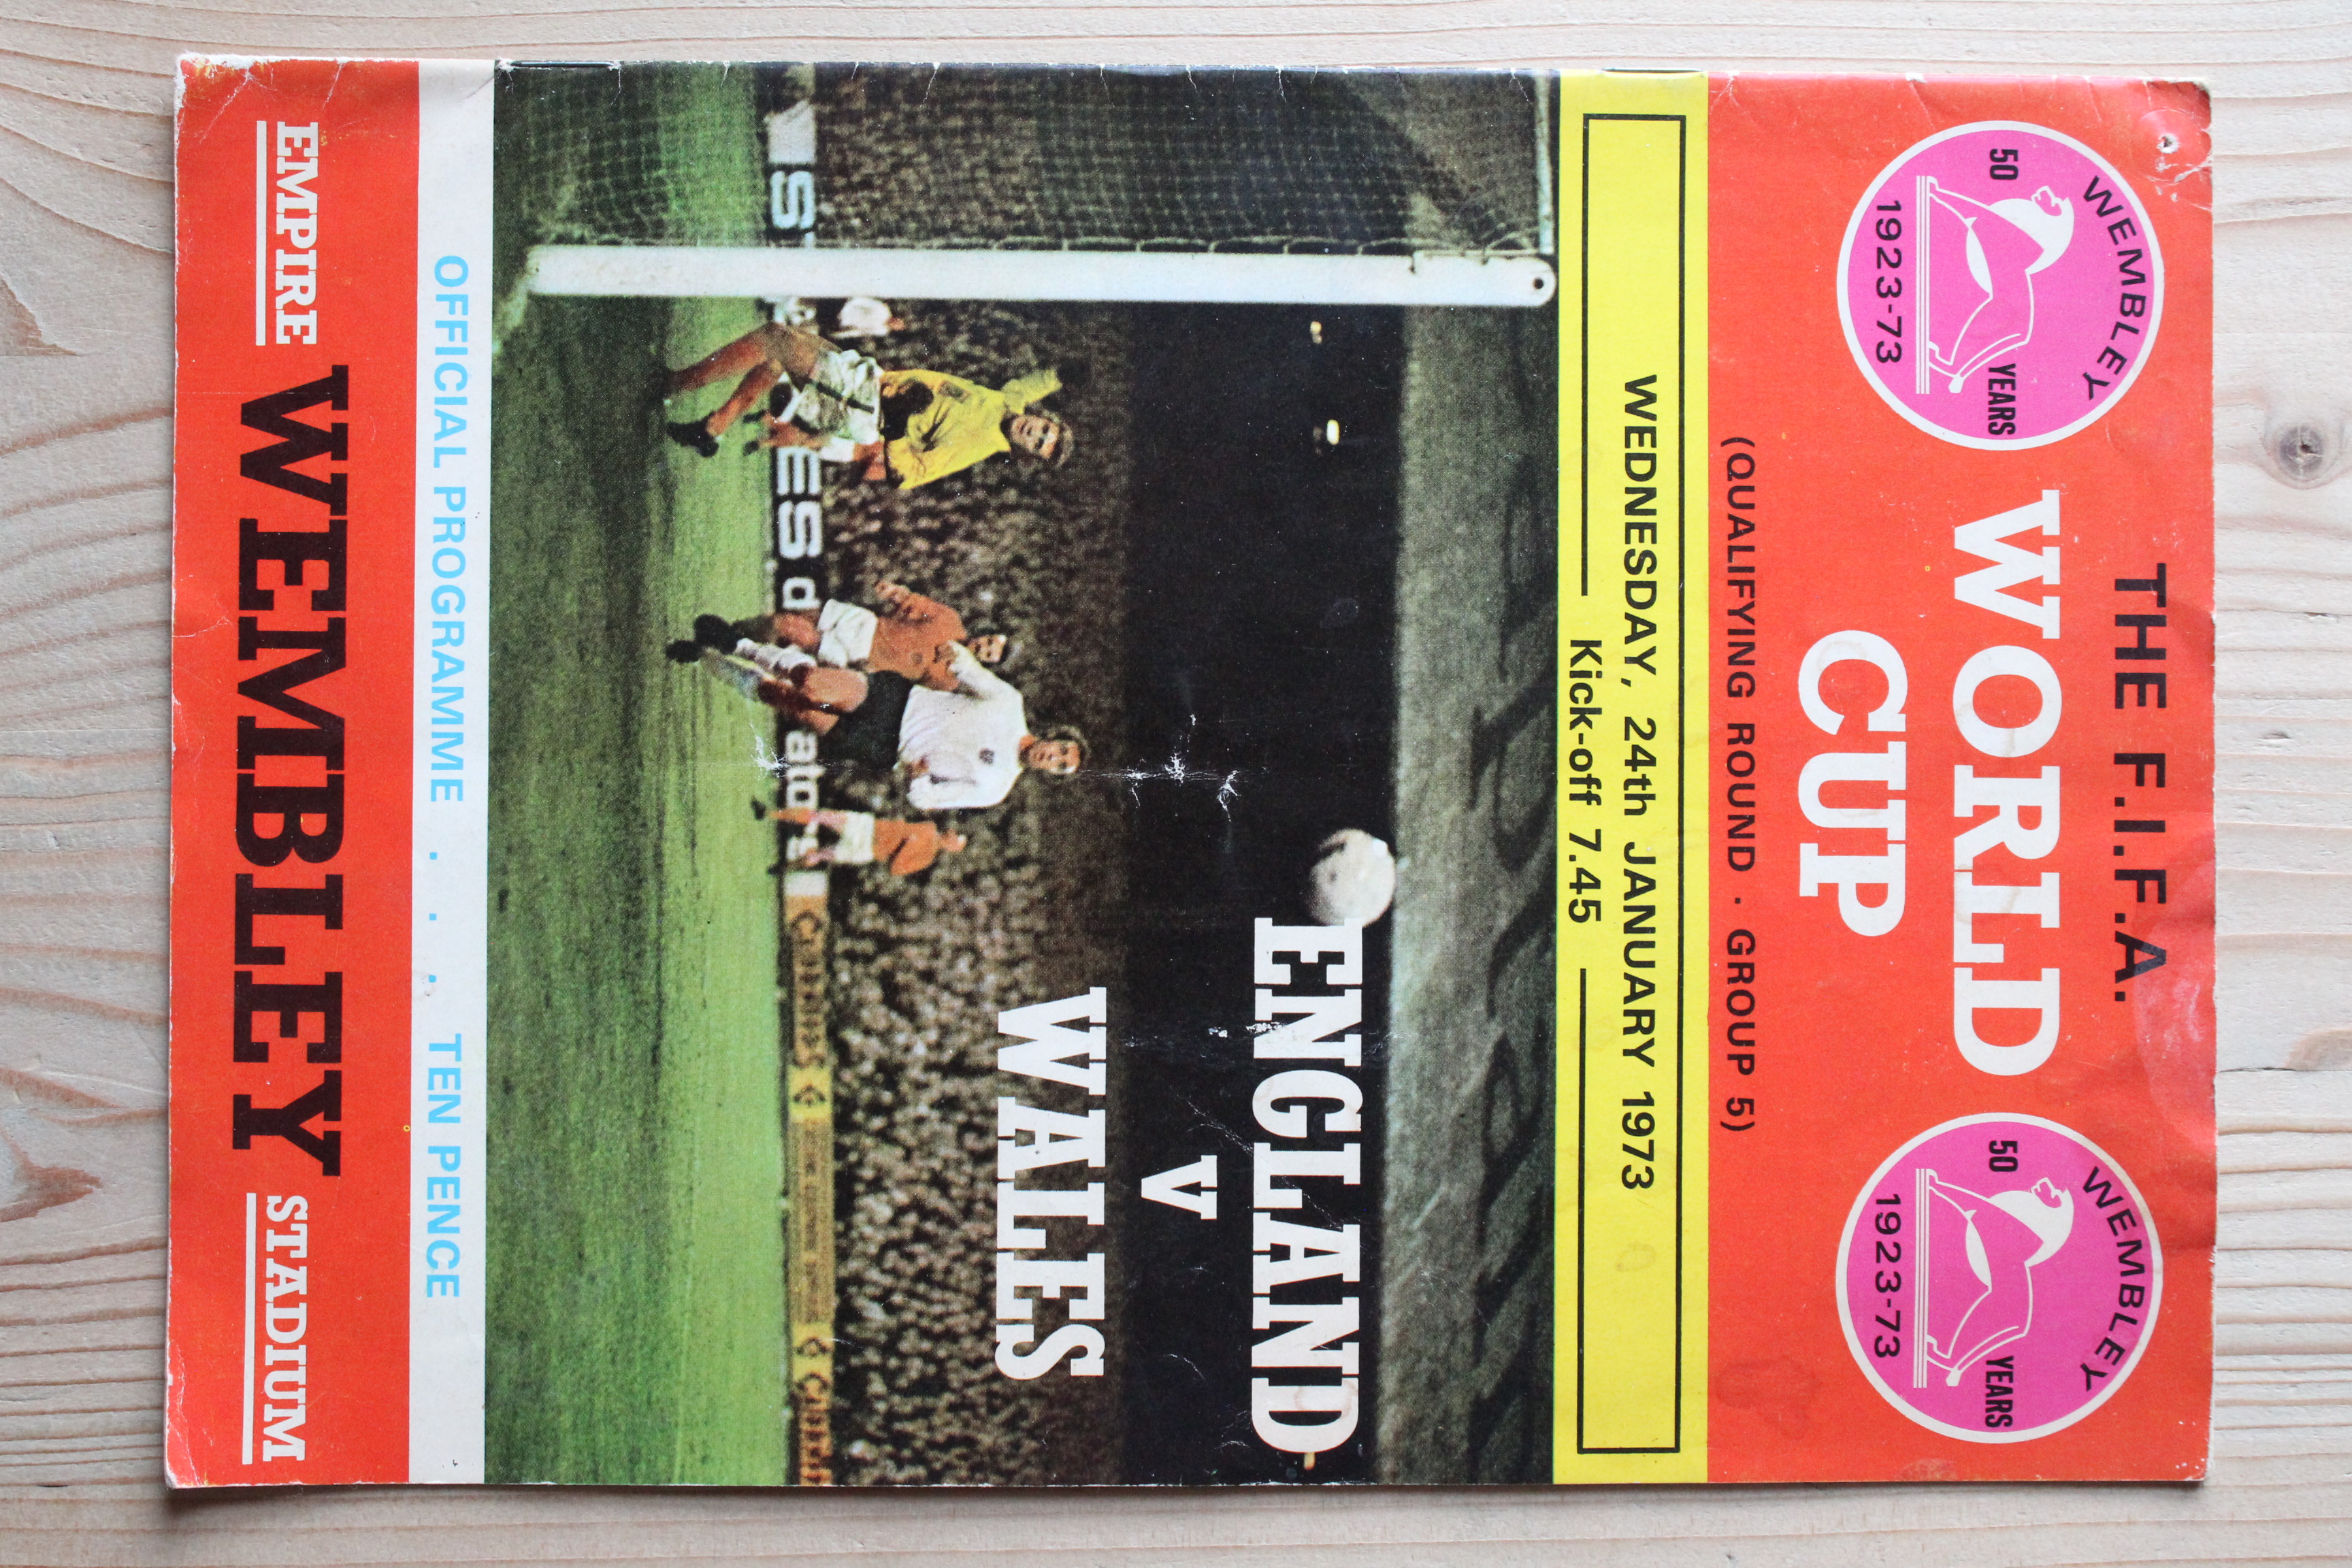 THE F.I.F.A.
WORLD
CUP
(QUALIFYING ROUND · GROUP 5)
WEMBLEY
50 YEARS
1923-73
WEMBLEY
50 YEARS
1923-73
WEDNESDAY, 24th JANUARY 1973
Kick-off 7.45
ENGLAND
V
WALES
OFFICIAL PROGRAMME . . . TEN PENCE
EMPIRE WEMBLEY STADIUM